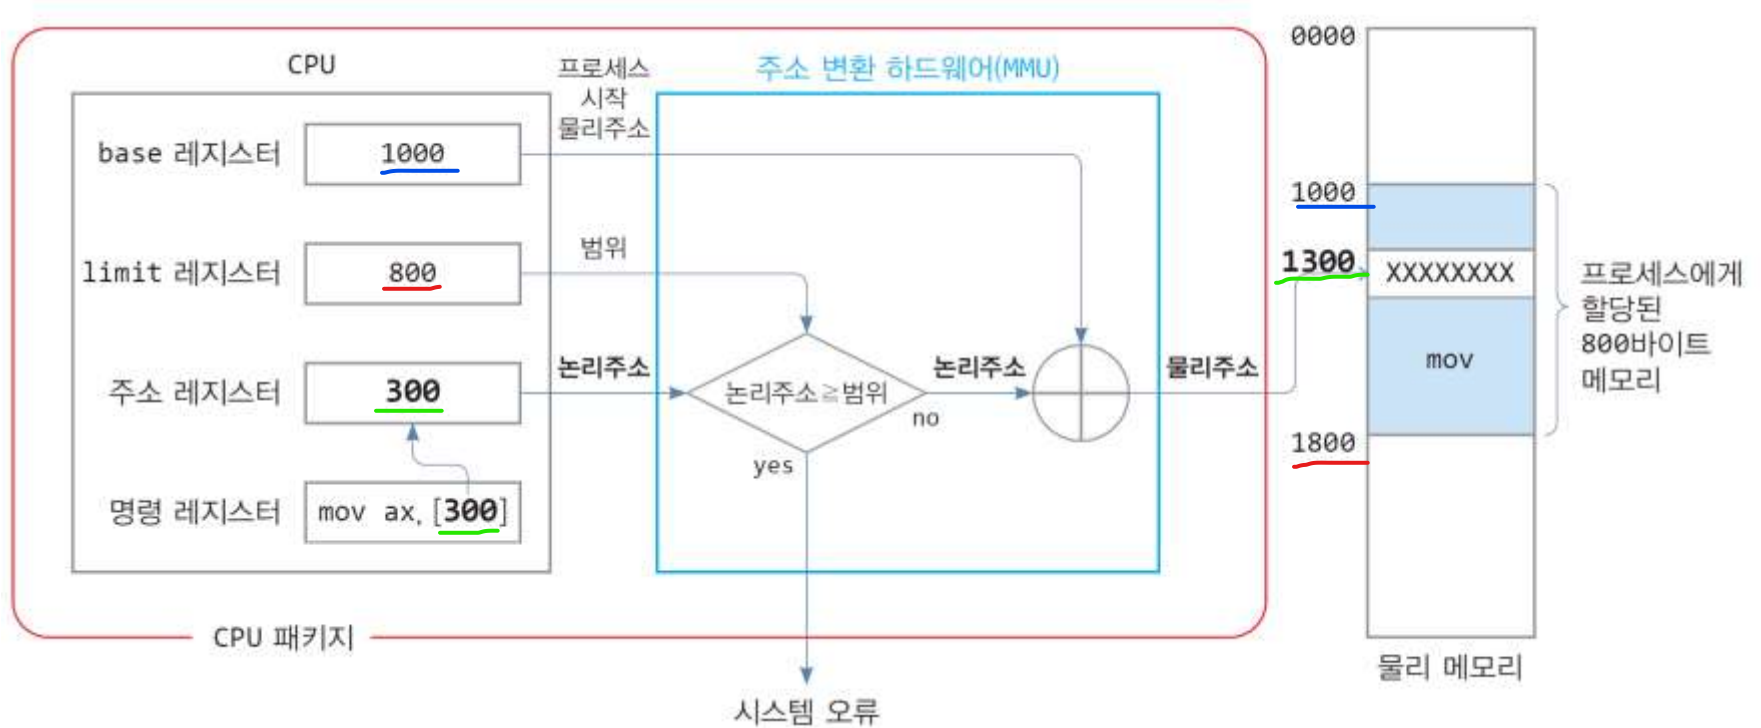 CPU
프로세스
시작
물리주소
주소 변환 하드웨어(MMU)
base 레지스터
1000
limit 레지스터
800
범위
주소 레지스터
300
논리주소
논리주소≧범위
no
yes
논리주소
물리주소
명령 레지스터
mov ax, [300]
CPU 패키지
시스템 오류
0000
1000
1300
XXXXXXXX
mov
1800
물리 메모리
프로세스에게
할당된
800바이트
메모리